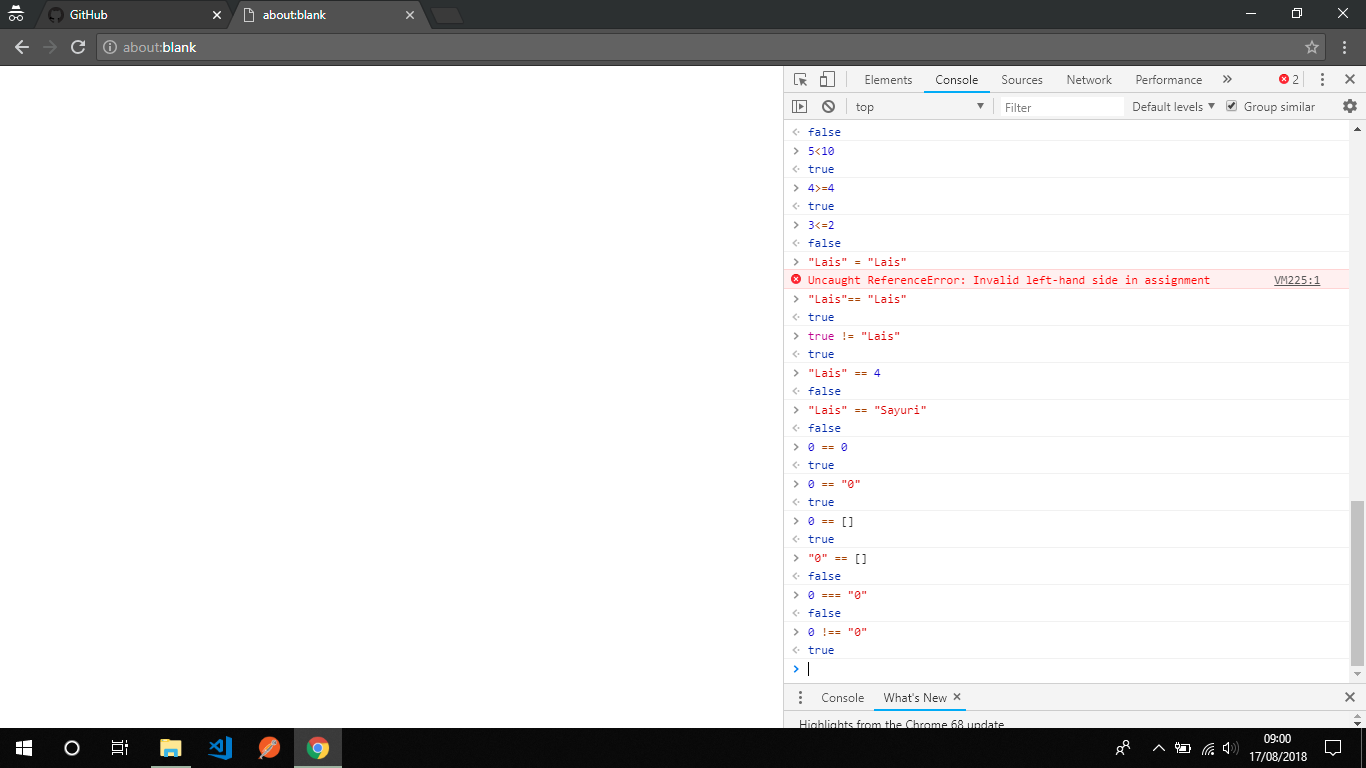 GitHub
about:blank
about:blank
Elements Console Sources Network Performance » 2
top Filter Default levels Group similar
false
5<10
true
4>=4
true
3<=2
false
"Lais" = "Lais"
Uncaught ReferenceError: Invalid left-hand side in assignment VM225:1
"Lais"== "Lais"
true
true != "Lais"
true
"Lais" == 4
false
"Lais" == "Sayuri"
false
0 == 0
true
0 == "0"
true
0 == []
true
"0" == []
false
0 === "0"
false
0 !== "0"
true
Console What's New
Highlights from the Chrome 68 update
09:00
17/08/2018